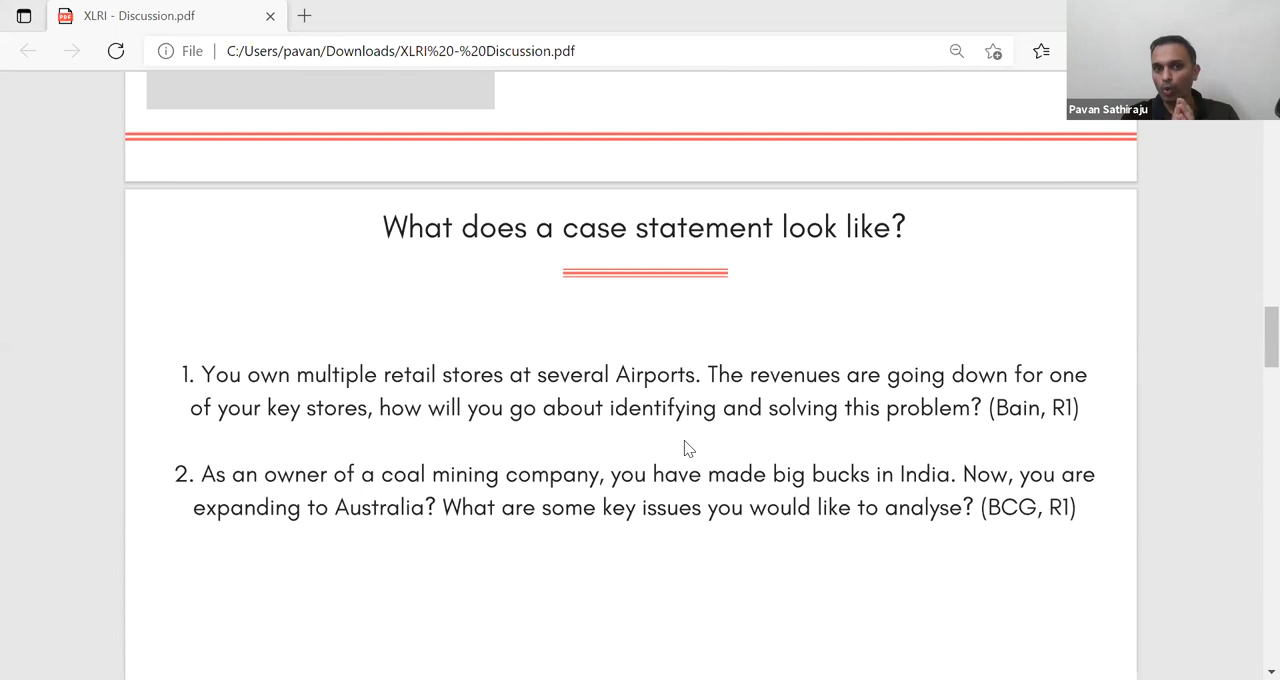 XLRI - Discussion.pdf
PDF
File
C:/Users/pavan/Downloads/XLRI%20-%20Discussion.pdf
Pavan Sathiraju
What does a case statement look like?
1. You own multiple retail stores at several Airports. The revenues are going down for one
of your key stores, how will you go about identifying and solving this problem? (Bain, R1)
2. As an owner of a coal mining company, you have made big bucks in India. Now, you are
expanding to Australia? What are some key issues you would like to analyse? (BCG, R1)